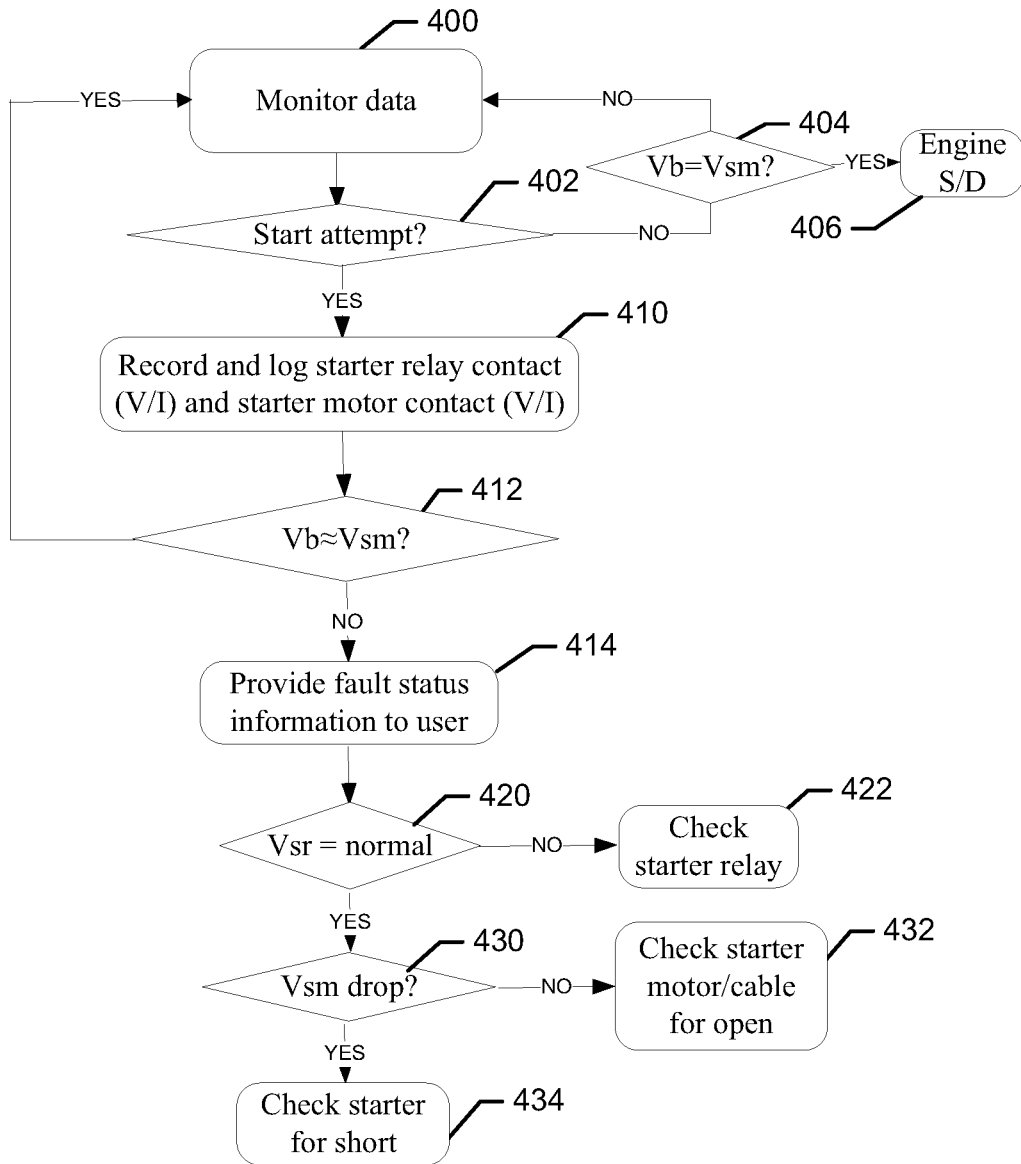 400
YES
Monitor data
NO
404
Vb=Vsm?
YES
Engine
S/D
406
402
Start attempt?
NO
YES
410
Record and log starter relay contact
(V/I) and starter motor contact (V/I)
412
Vb≈Vsm?
NO
414
Provide fault status
information to user
420
Vsr = normal
NO
422
Check
starter relay
YES
430
Vsm drop?
NO
432
Check starter
motor/cable
for open
YES
434
Check starter
for short